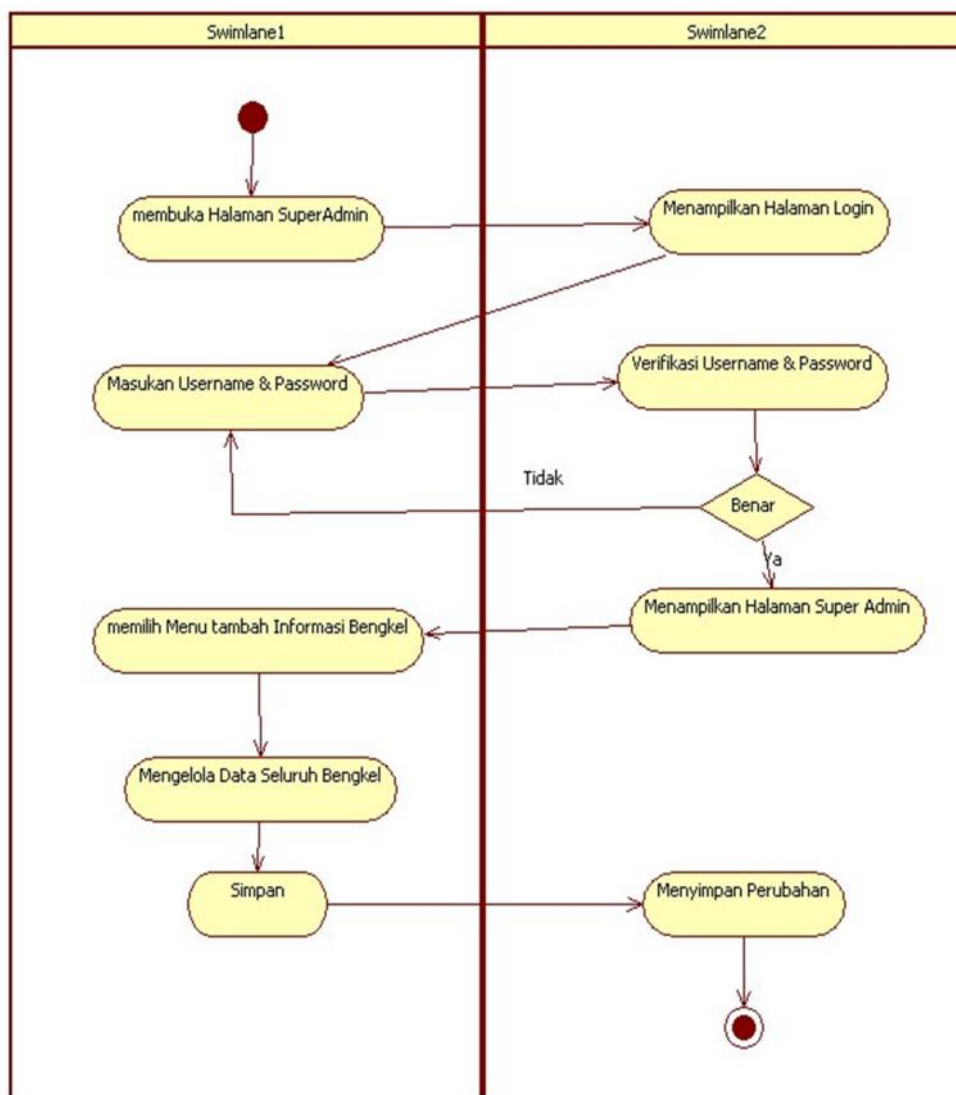 Swimlane1
Swimlane2
membuka Halaman SuperAdmin
Menampilkan Halaman Login
Masukan Username & Password
Verifikasi Username & Password
Tidak
Benar
Ya
Menampilkan Halaman Super Admin
memilih Menu tambah Informasi Bengkel
Mengelola Data Seluruh Bengkel
Simpan
Menyimpan Perubahan